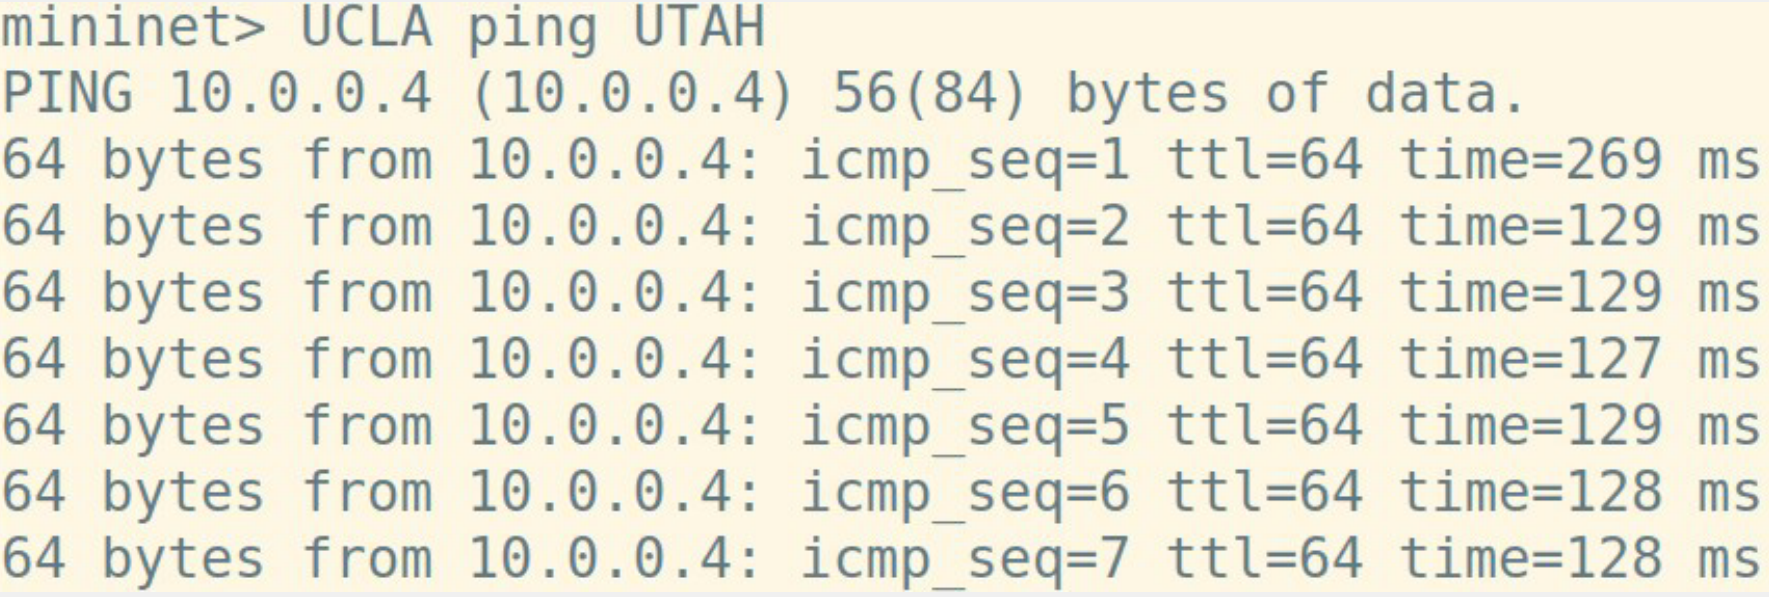 mininet> UCLA ping UTAH
PING 10.0.0.4 (10.0.0.4) 56(84) bytes of data.
64 bytes from 10.0.0.4: icmp_seq=1 ttl=64 time=269 ms
64 bytes from 10.0.0.4: icmp_seq=2 ttl=64 time=129 ms
64 bytes from 10.0.0.4: icmp_seq=3 ttl=64 time=129 ms
64 bytes from 10.0.0.4: icmp_seq=4 ttl=64 time=127 ms
64 bytes from 10.0.0.4: icmp_seq=5 ttl=64 time=129 ms
64 bytes from 10.0.0.4: icmp_seq=6 ttl=64 time=128 ms
64 bytes from 10.0.0.4: icmp_seq=7 ttl=64 time=128 ms